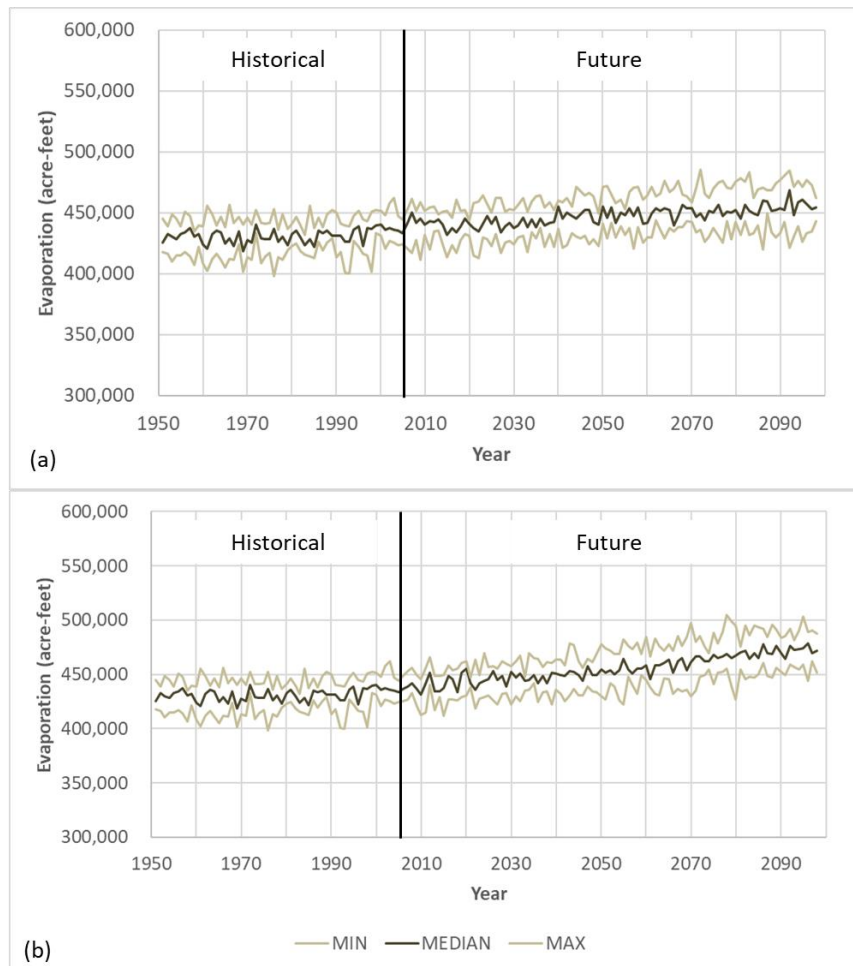 600,000
Historical Future
550,000
500,000
450,000
400,000
350,000
300,000
Evaporation (acre-feet)
1950 1970 1990 2010 2030 2050 2070 2090
Year
(a)
600,000
Historical Future
550,000
500,000
450,000
400,000
350,000
300,000
Evaporation (acre-feet)
1950 1970 1990 2010 2030 2050 2070 2090
Year
(b)
MIN MEDIAN MAX